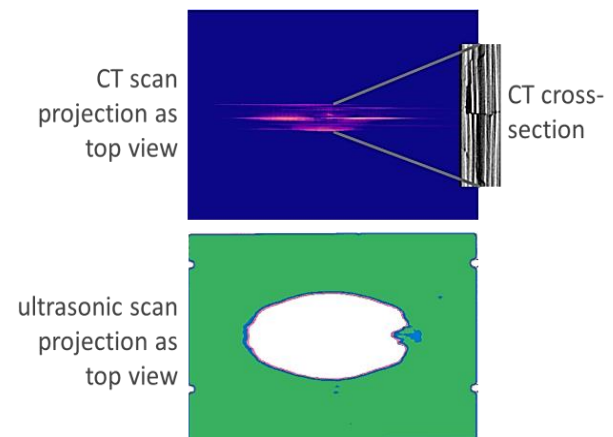 CT scan
projection as
top view
CT cross-
section
ultrasonic scan
projection as
top view